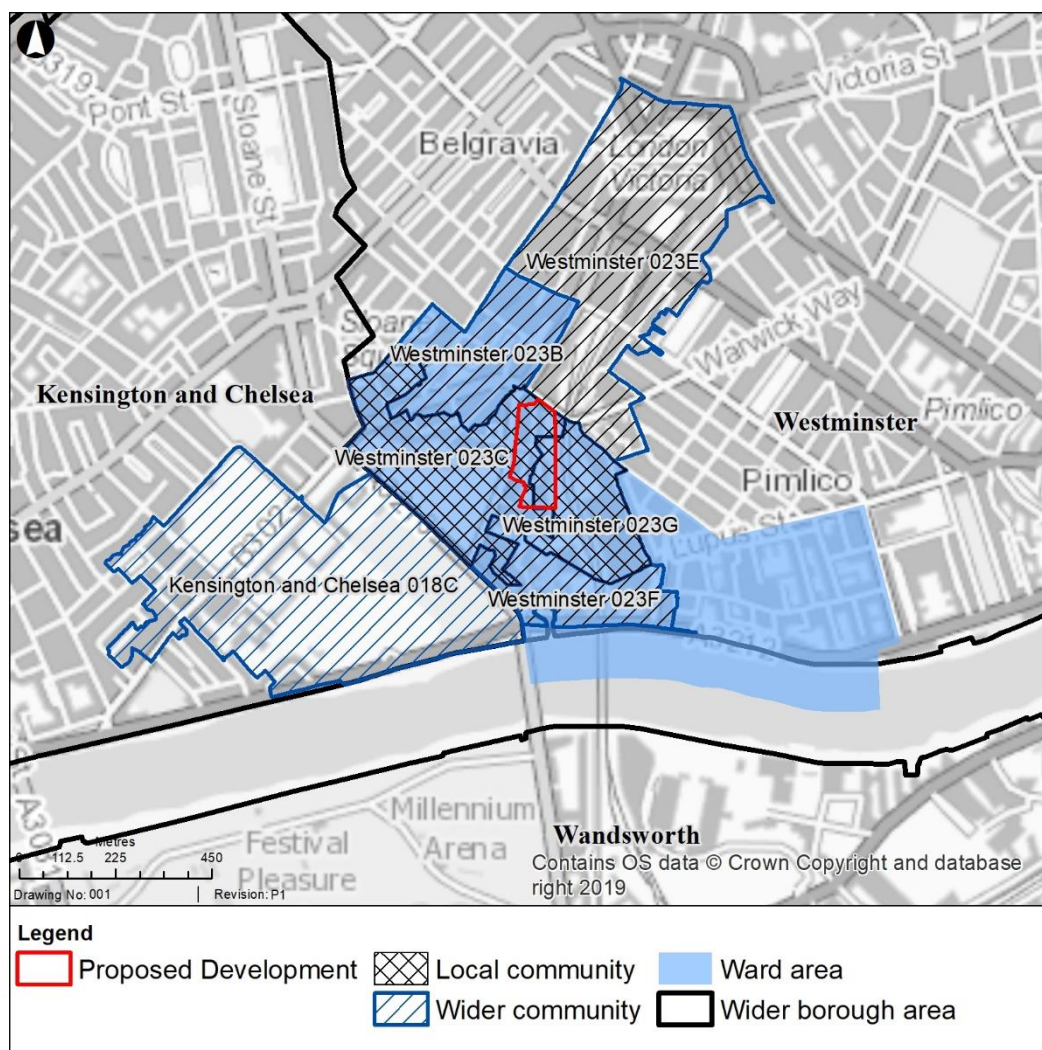 A319
Pont St
Sloane St
Victoria St
Belgravia
London
Victoria
Westminster 023E
Warwick Way
Westminster 023B
Kensington and Chelsea
Westminster
Pimlico
Westminster 023C
Pimlico
sea
B302
Westminster 023G
Lupus St
Kensington and Chelsea 018C
Westminster 023F
A3212
Millennium
Arena
Wandsworth
Festival
Pleasure
Metres
0 112.5 225 450
Contains OS data © Crown Copyright and database
right 2019
Drawing No: 001 | Revision: P1
Legend
Proposed Development
Local community
Ward area
Wider community
Wider borough area